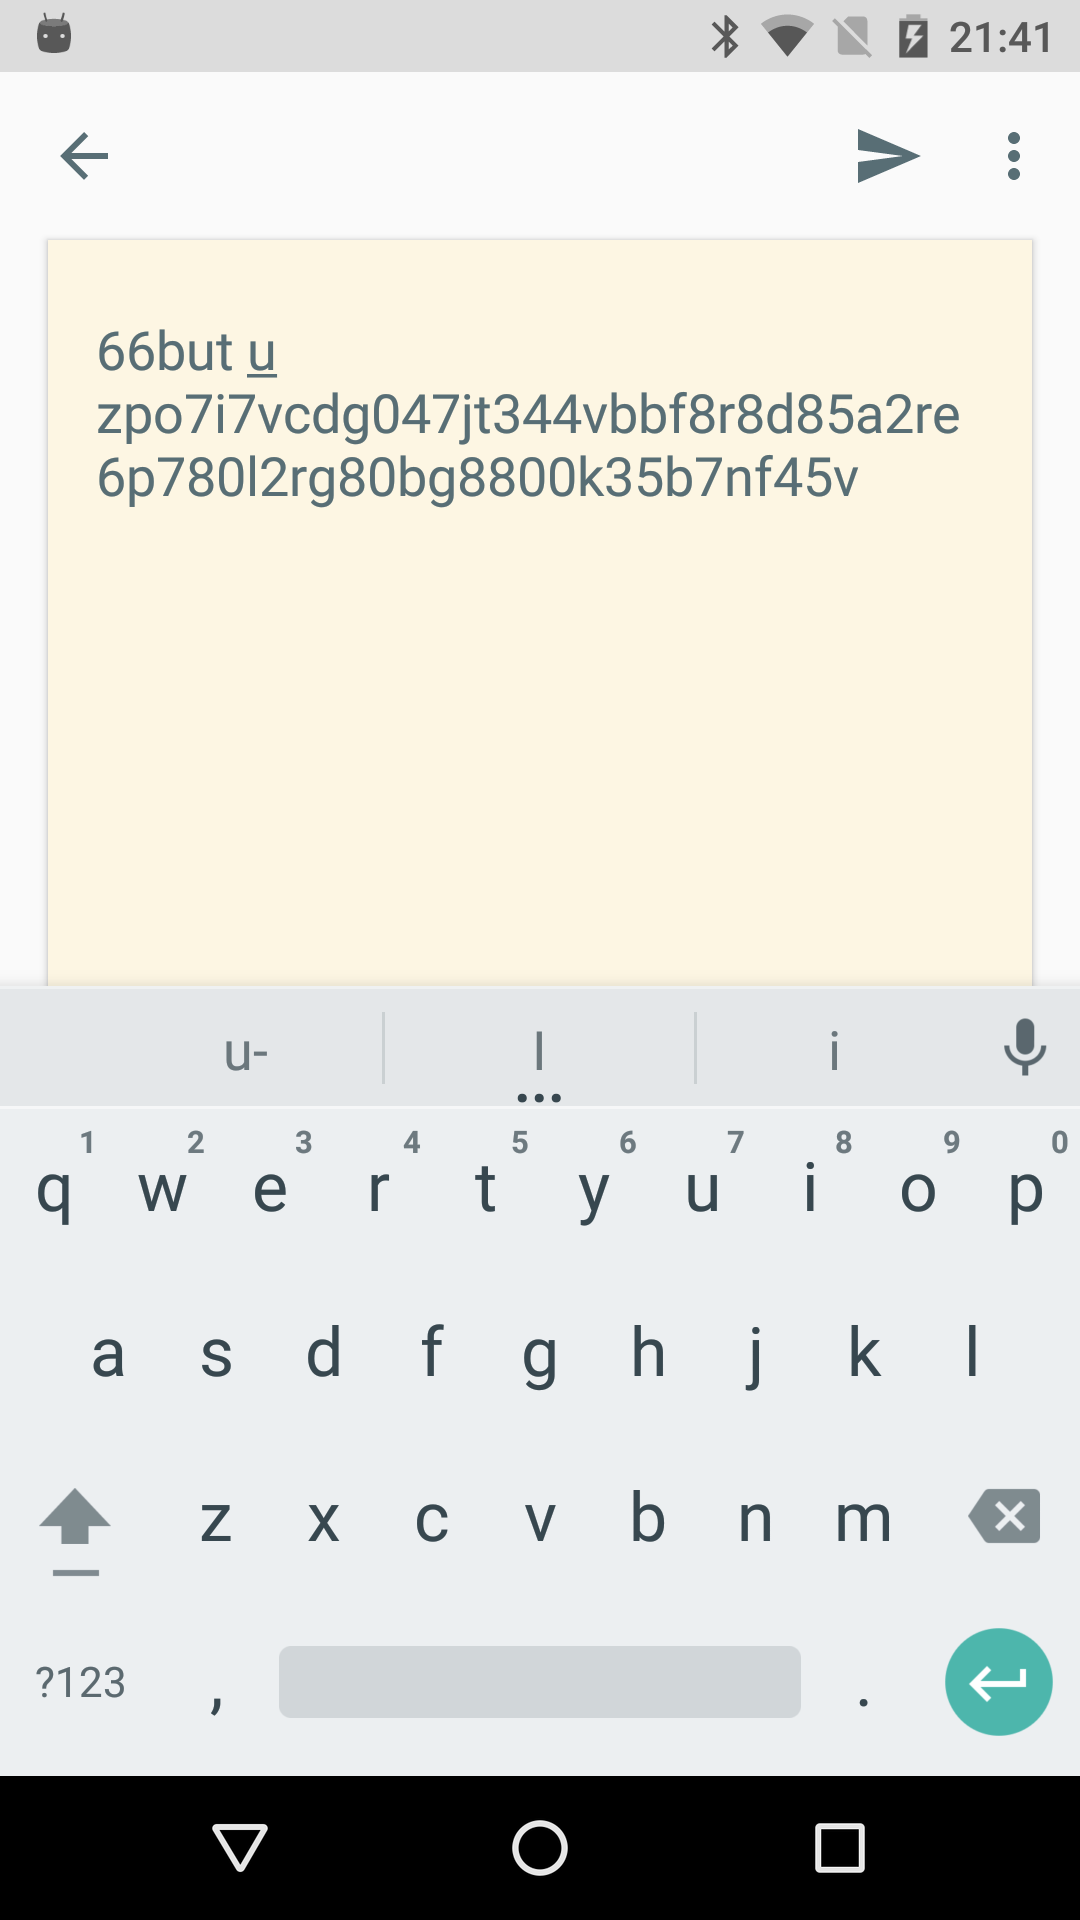 21:41
66but u
zpo7i7vcdg047jt344vbbf8r8d85a2re
6p780l2rg80bg8800k35b7nf45v
u- l i
1 2 3 4 5 6 7 8 9 0
q w e r t y u i o p
a s d f g h j k l
z x c v b n m
?123 , .